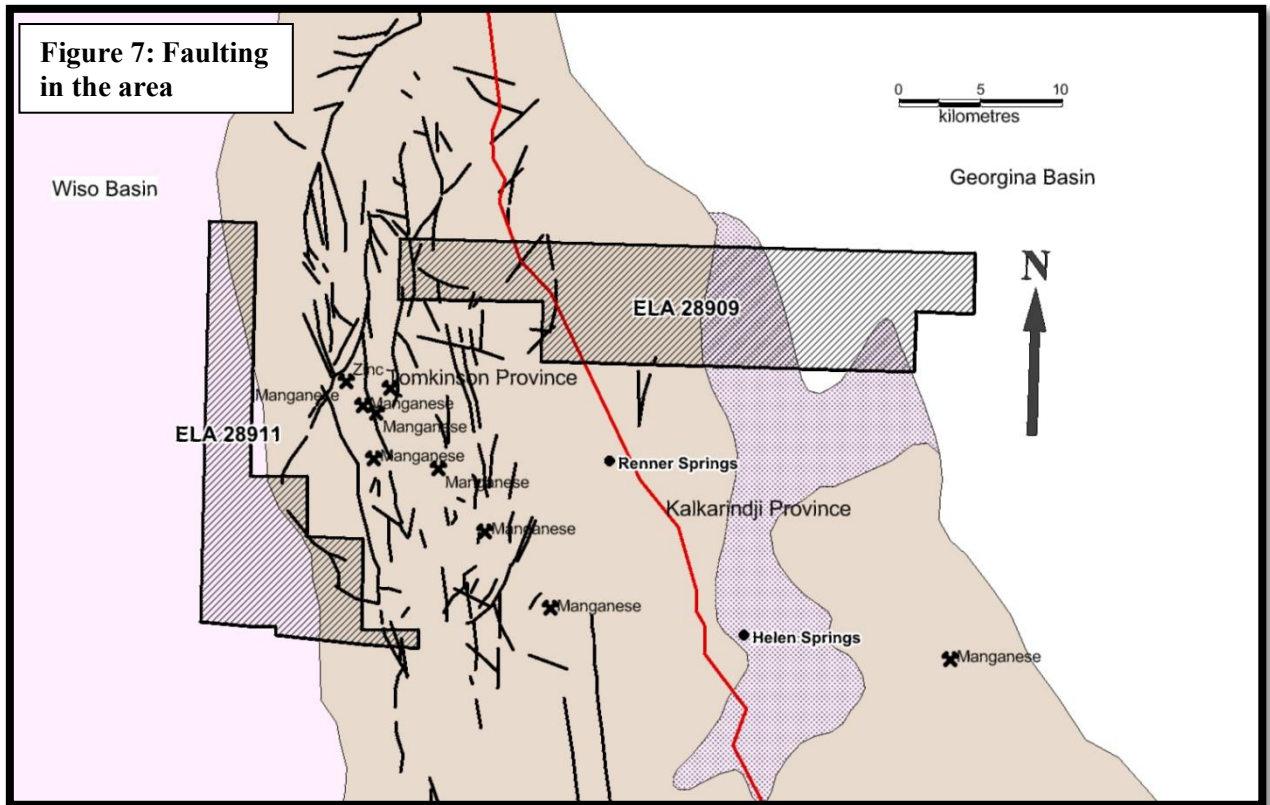 Figure 7: Faulting
in the area
0 5 10
kilometres
Wiso Basin
Georgina Basin
N
ELA 28909
Zinc
Tomkinson Province
Manganese
Manganese
Manganese
ELA 28911
Manganese
Manganese
Renner Springs
Kalkarindji Province
Manganese
Manganese
Helen Springs
Manganese